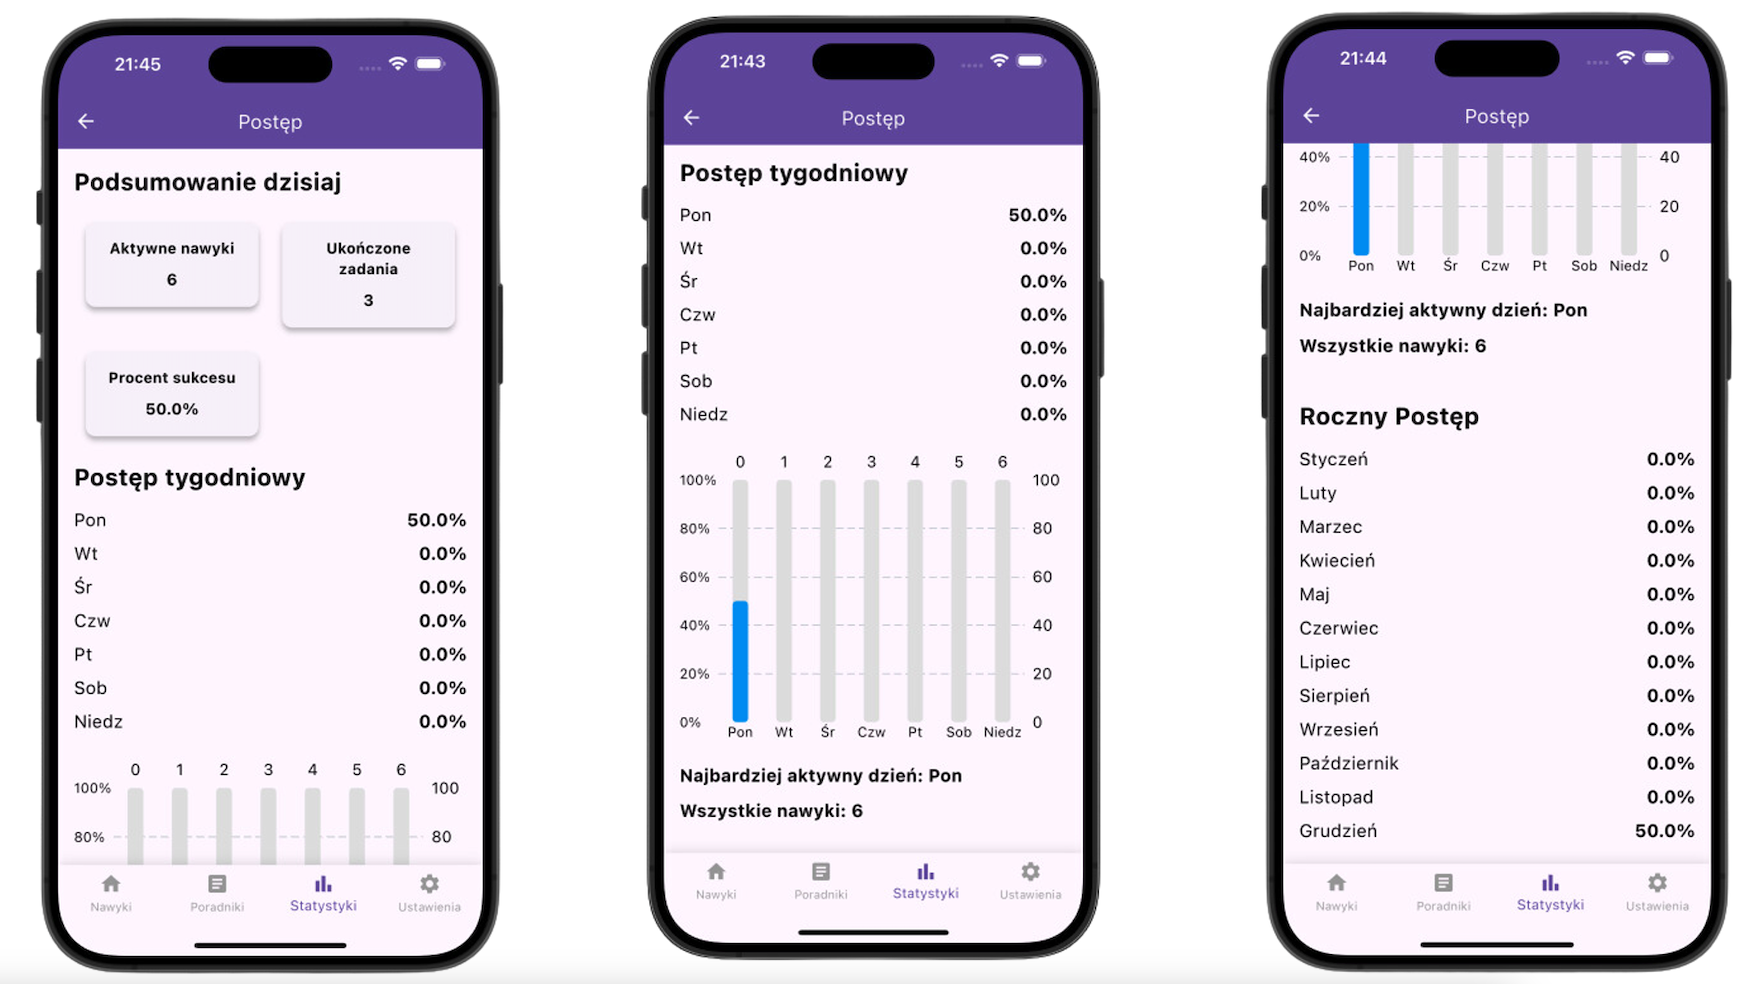 21:45
Postęp
Podsumowanie dzisiaj
Aktywne nawyki
6
Ukończone
zadania
3
Procent sukcesu
50.0%
Postęp tygodniowy
Pon 50.0%
Wt 0.0%
Śr 0.0%
Czw 0.0%
Pt 0.0%
Sob 0.0%
Niedz 0.0%
0 1 2 3 4 5 6
100% 100
80% 80
Nawyki Poradniki Statystyki Ustawienia
21:43
Postęp
Postęp tygodniowy
Pon 50.0%
Wt 0.0%
Śr 0.0%
Czw 0.0%
Pt 0.0%
Sob 0.0%
Niedz 0.0%
0 1 2 3 4 5 6
100% 100
80% 80
60% 60
40% 40
20% 20
0% 0
Pon Wt Śr Czw Pt Sob Niedz
Najbardziej aktywny dzień: Pon
Wszystkie nawyki: 6
Nawyki Poradniki Statystyki Ustawienia
21:44
Postęp
40% 40
20% 20
0% 0
Pon Wt Śr Czw Pt Sob Niedz
Najbardziej aktywny dzień: Pon
Wszystkie nawyki: 6
Roczny Postęp
Styczeń 0.0%
Luty 0.0%
Marzec 0.0%
Kwiecień 0.0%
Maj 0.0%
Czerwiec 0.0%
Lipiec 0.0%
Sierpień 0.0%
Wrzesień 0.0%
Październik 0.0%
Listopad 0.0%
Grudzień 50.0%
Nawyki Poradniki Statystyki Ustawienia